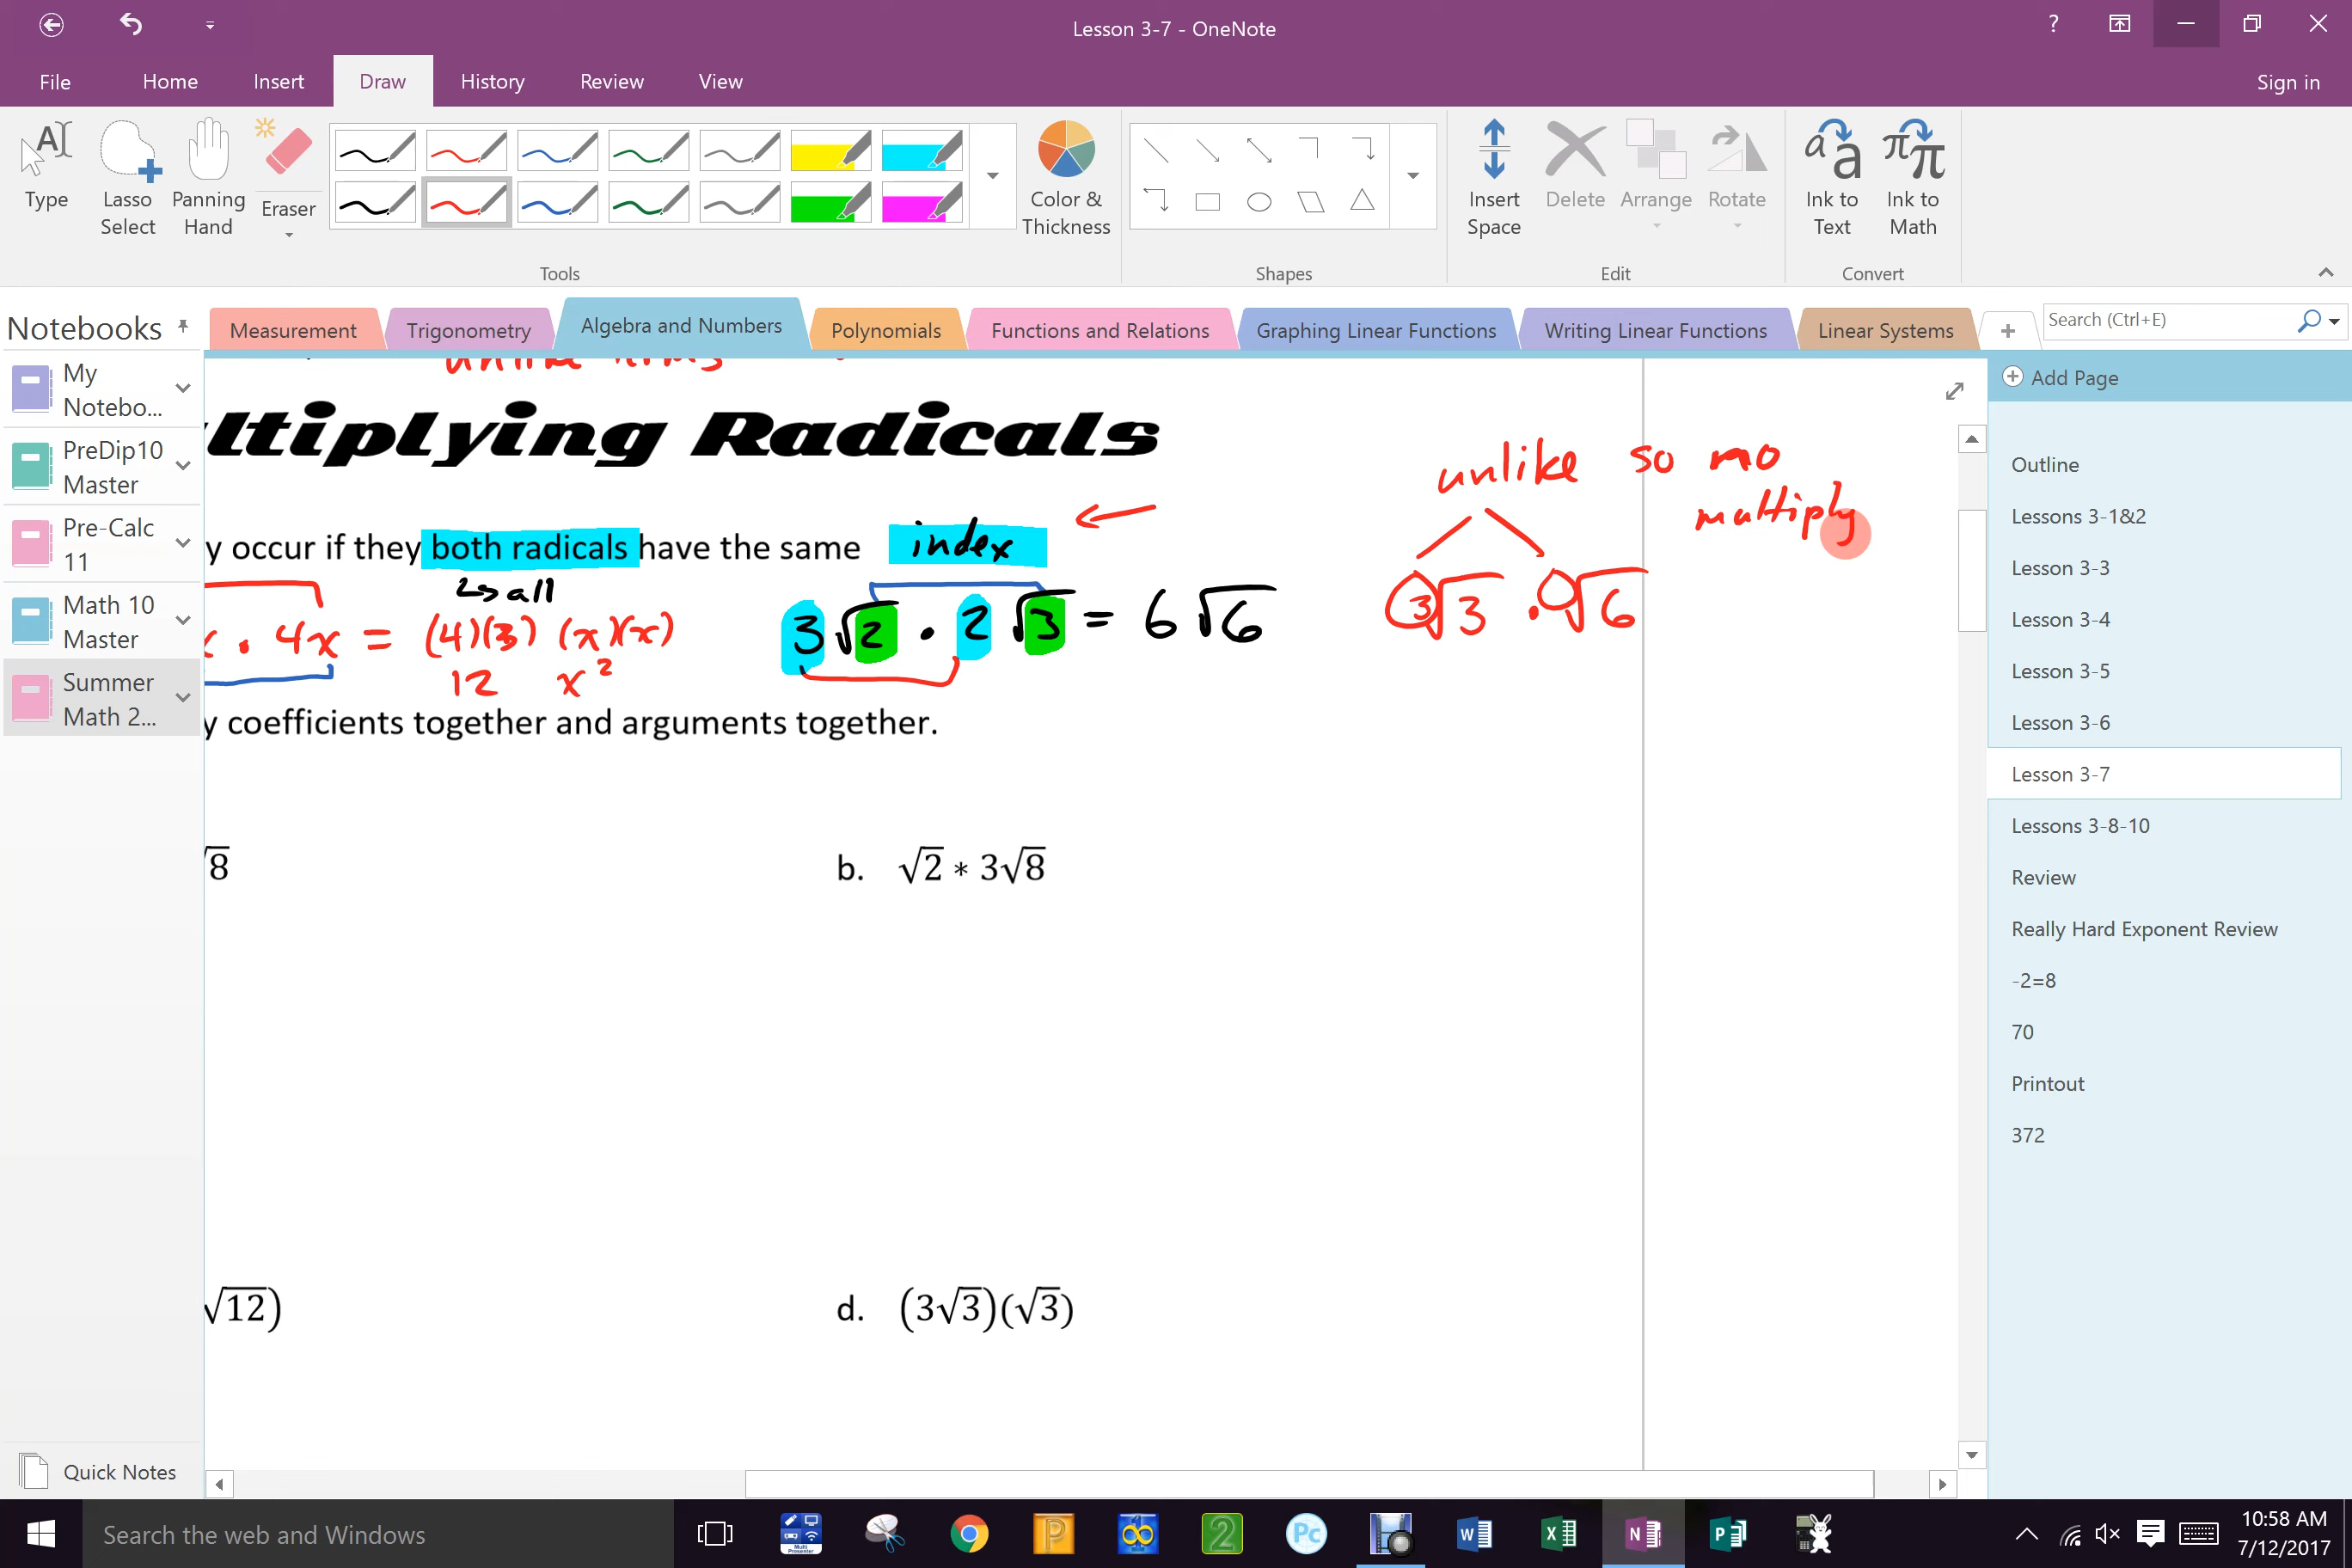 Lesson 3-7 - OneNote
?
File Home Insert Draw History Review View Sign in
Type
Lasso Select
Panning Hand
Eraser
Color & Thickness
Insert Space
Delete
Arrange
Rotate
Ink to Text
Ink to Math
Tools Shapes Edit Convert
Notebooks
Measurement Trigonometry Algebra and Numbers Polynomials Functions and Relations Graphing Linear Functions Writing Linear Functions Linear Systems
Search (Ctrl+E)
My Notebo...
PreDip10 Master
Pre-Calc 11
Math 10 Master
Summer Math 2...
Quick Notes
ltiplying Radicals
unlike so mo
multiply
y occur if they both radicals have the same index
2→all
· 4x = (4)(3) (x)(x)
12 x²
3√2 · 2√3 = 6√6
³√3 · √6
y coefficients together and arguments together.
√8
b. √2 ∗ 3√8
√12)
d. (3√3)(√3)
Add Page
Outline
Lessons 3-1&2
Lesson 3-3
Lesson 3-4
Lesson 3-5
Lesson 3-6
Lesson 3-7
Lessons 3-8-10
Review
Really Hard Exponent Review
-2=8
70
Printout
372
Search the web and Windows
10:58 AM
7/12/2017